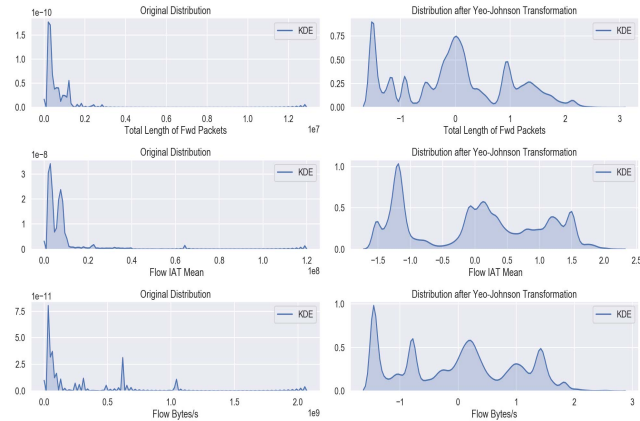 1e−10
Original Distribution
Distribution after Yeo-Johnson Transformation
KDE
KDE
1.5
1.0
0.5
0.0
0.75
0.50
0.25
0.00
0.0 0.2 0.4 0.6 0.8 1.0 1.2
1e7
−1 0 1 2 3
Total Length of Fwd Packets
Total Length of Fwd Packets
1e−8
Original Distribution
Distribution after Yeo-Johnson Transformation
KDE
KDE
3
2
1
0
1.0
0.5
0.0
0.0 0.2 0.4 0.6 0.8 1.0 1.2
1e8
−1.5 −1.0 −0.5 0.0 0.5 1.0 1.5 2.0 2.5
Flow IAT Mean
Flow IAT Mean
1e−11
Original Distribution
Distribution after Yeo-Johnson Transformation
KDE
KDE
7.5
5.0
2.5
0.0
1.0
0.5
0.0
0.0 0.5 1.0 1.5 2.0
1e9
−1 0 1 2 3
Flow Bytes/s
Flow Bytes/s